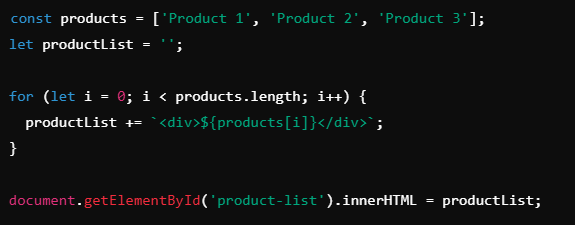 const products = ['Product 1', 'Product 2', 'Product 3'];
let productList = '';
for (let i = 0; i < products.length; i++) {
  productList += `<div>${products[i]}</div>`;
}
document.getElementById('product-list').innerHTML = productList;